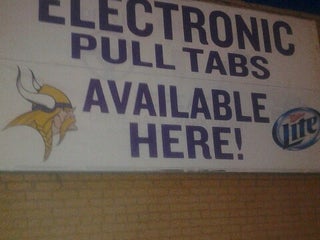 ELECTRONIC
PULL TABS
AVAILABLE
HERE!
Lite